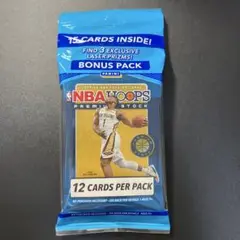 15 CARDS INSIDE!
FIND 3 EXCLUSIVE
LASER PRIZMS!
BONUS PACK
PANINI
NBA HOOPS
PREMIUM STOCK
12 CARDS PER PACK